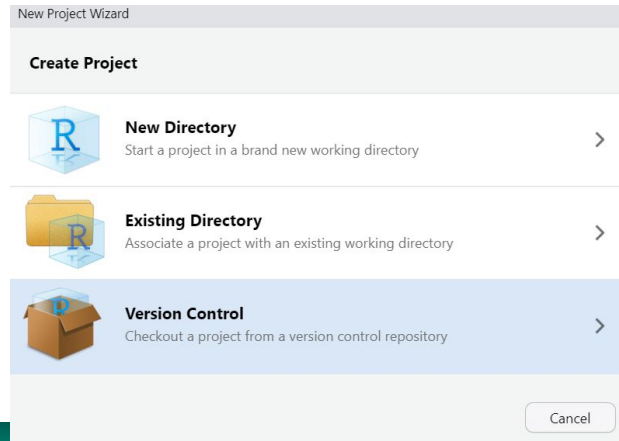 New Project Wizard
Create Project
R
New Directory
Start a project in a brand new working directory
R
Existing Directory
Associate a project with an existing working directory
R
Version Control
Checkout a project from a version control repository
Cancel